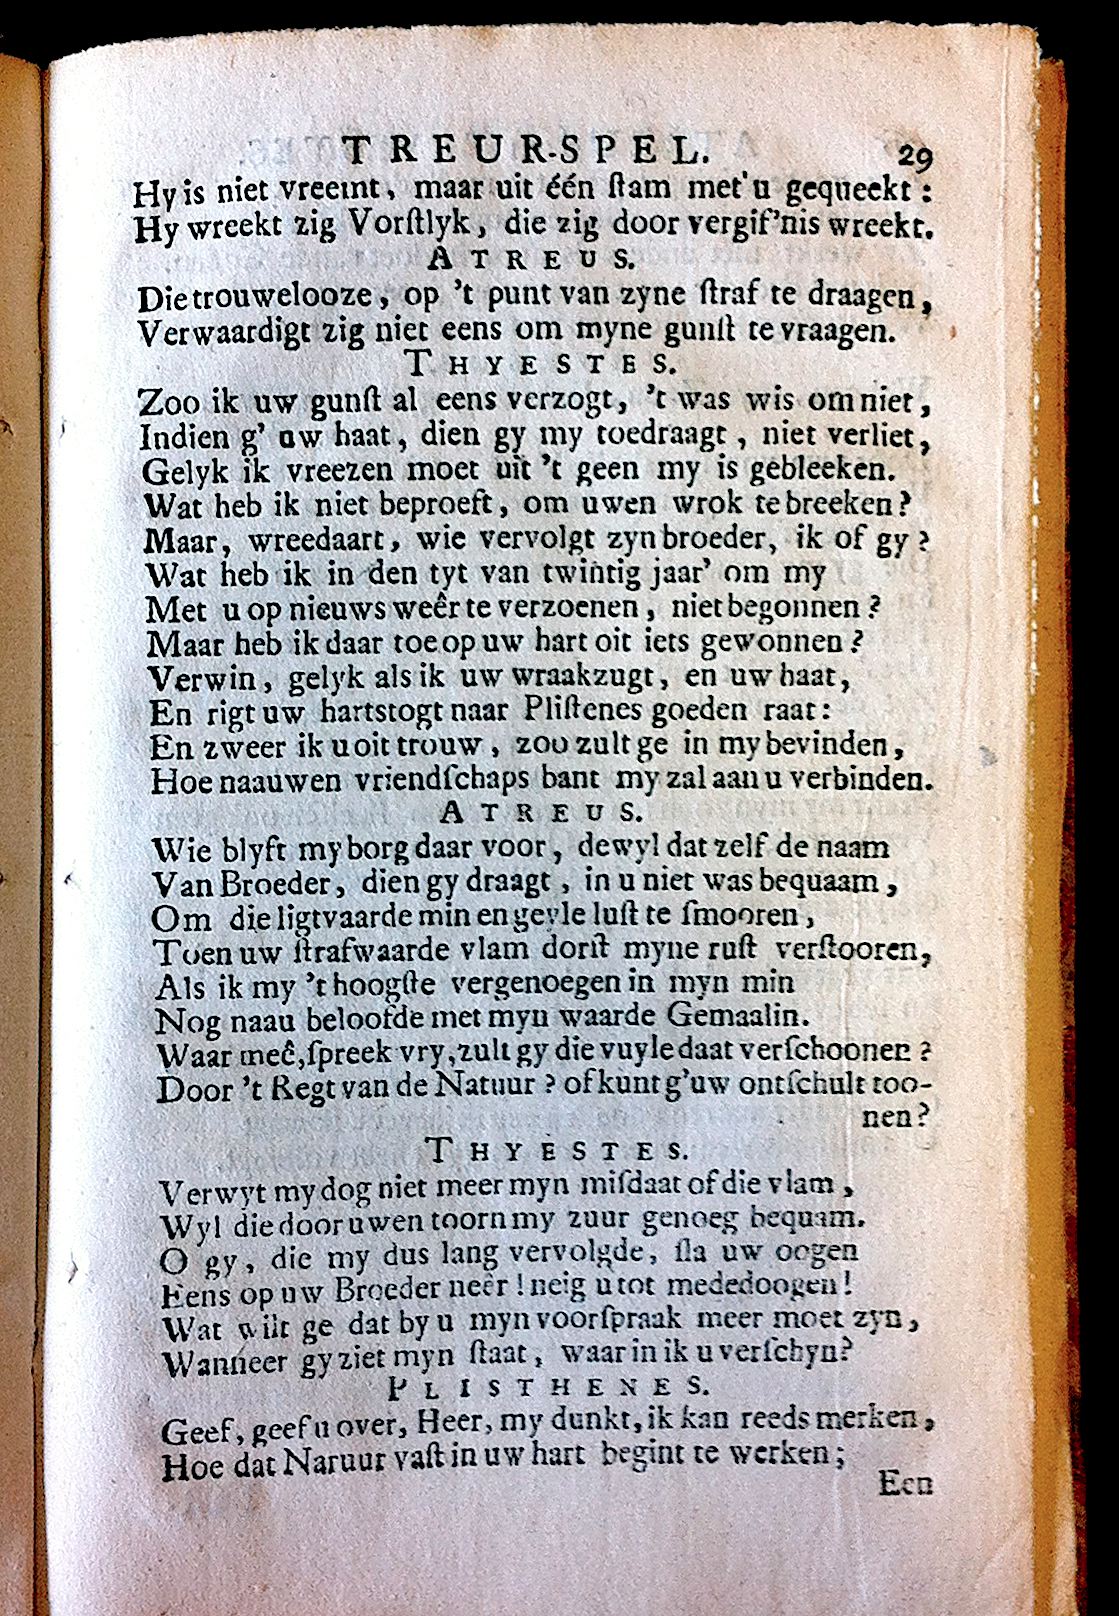 TREUR-SPEL. 29
Hy is niet vreemt, maar uit één ſtam met u gequeekt:
Hy wreekt zig Vorſtlyk, die zig door vergif'nis wreekt.
ATREUS.
Die trouwelooze, op 't punt van zyne ſtraf te draagen,
Verwaardigt zig niet eens om myne gunſt te vraagen.
THYESTES.
Zoo ik uw gunſt al eens verzogt, 't was wis om niet,
Indien g' uw haat, dien gy my toedraagt, niet verliet,
Gelyk ik vreezen moet uit 't geen my is gebleeken.
Wat heb ik niet beproeft, om uwen wrok te breeken?
Maar, wreedaart, wie vervolgt zyn broeder, ik of gy?
Wat heb ik in den tyt van twintig jaar' om my
Met u op nieuws weêr te verzoenen, niet begonnen?
Maar heb ik daar toe op uw hart oit iets gewonnen?
Verwin, gelyk als ik uw wraakzugt, en uw haat,
En rigt uw hartstogt naar Pliſtenes goeden raat:
En zweer ik u oit trouw, zoo zult ge in my bevinden,
Hoe naauwen vriendſchaps bant my zal aan u verbinden.
ATREUS.
Wie blyft my borg daar voor, dewyl dat zelf de naam
Van Broeder, dien gy draagt, in u niet was bequaam,
Om die ligtvaarde min en geyle luſt te ſmooren,
Toen uw ſtrafwaarde vlam dorſt myne ruſt verſtooren,
Als ik my 't hoogſte vergenoegen in myn min
Nog naau beloofde met myn waarde Gemaalin.
Waar meê, ſpreek vry, zult gy die vuyle daat verſchoonen?
Door 't Regt van de Natuur? of kunt g'uw ontſchult too-
nen?
THYESTES.
Verwyt my dog niet meer myn miſdaat of die vlam,
Wyl die door uwen toorn my zuur genoeg bequam.
O gy, die my dus lang vervolgde, ſla uw oogen
Eens op uw Broeder neêr! neig u tot mededoogen!
Wat wilt ge dat by u myn voorſpraak meer moet zyn,
Wanneer gy ziet myn ſtaat, waar in ik u verſchyn?
PLISTHENES.
Geef, geef u over, Heer, my dunkt, ik kan reeds merken,
Hoe dat Natuur vaſt in uw hart begint te werken;
Een